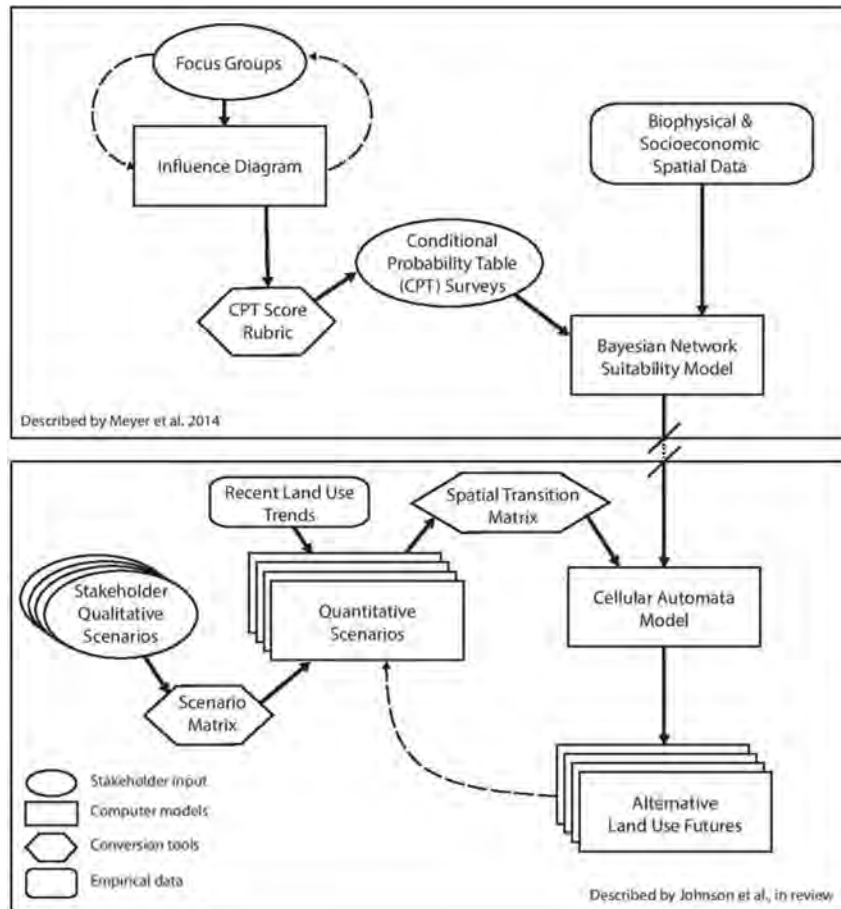 Focus Groups
Influence Diagram
Biophysical &
Socioeconomic
Spatial Data
Conditional
Probability Table
(CPT) Surveys
CPT Score
Rubric
Bayesian Network
Suitability Model
Described by Meyer et al. 2014
Recent Land Use
Trends
Spatial Transition
Matrix
Stakeholder
Qualitative
Scenarios
Quantitative
Scenarios
Cellular Automata
Model
Scenario
Matrix
Alternative
Land Use Futures
Stakeholder input
Computer models
Conversion tools
Empirical data
Described by Johnson et al., in review